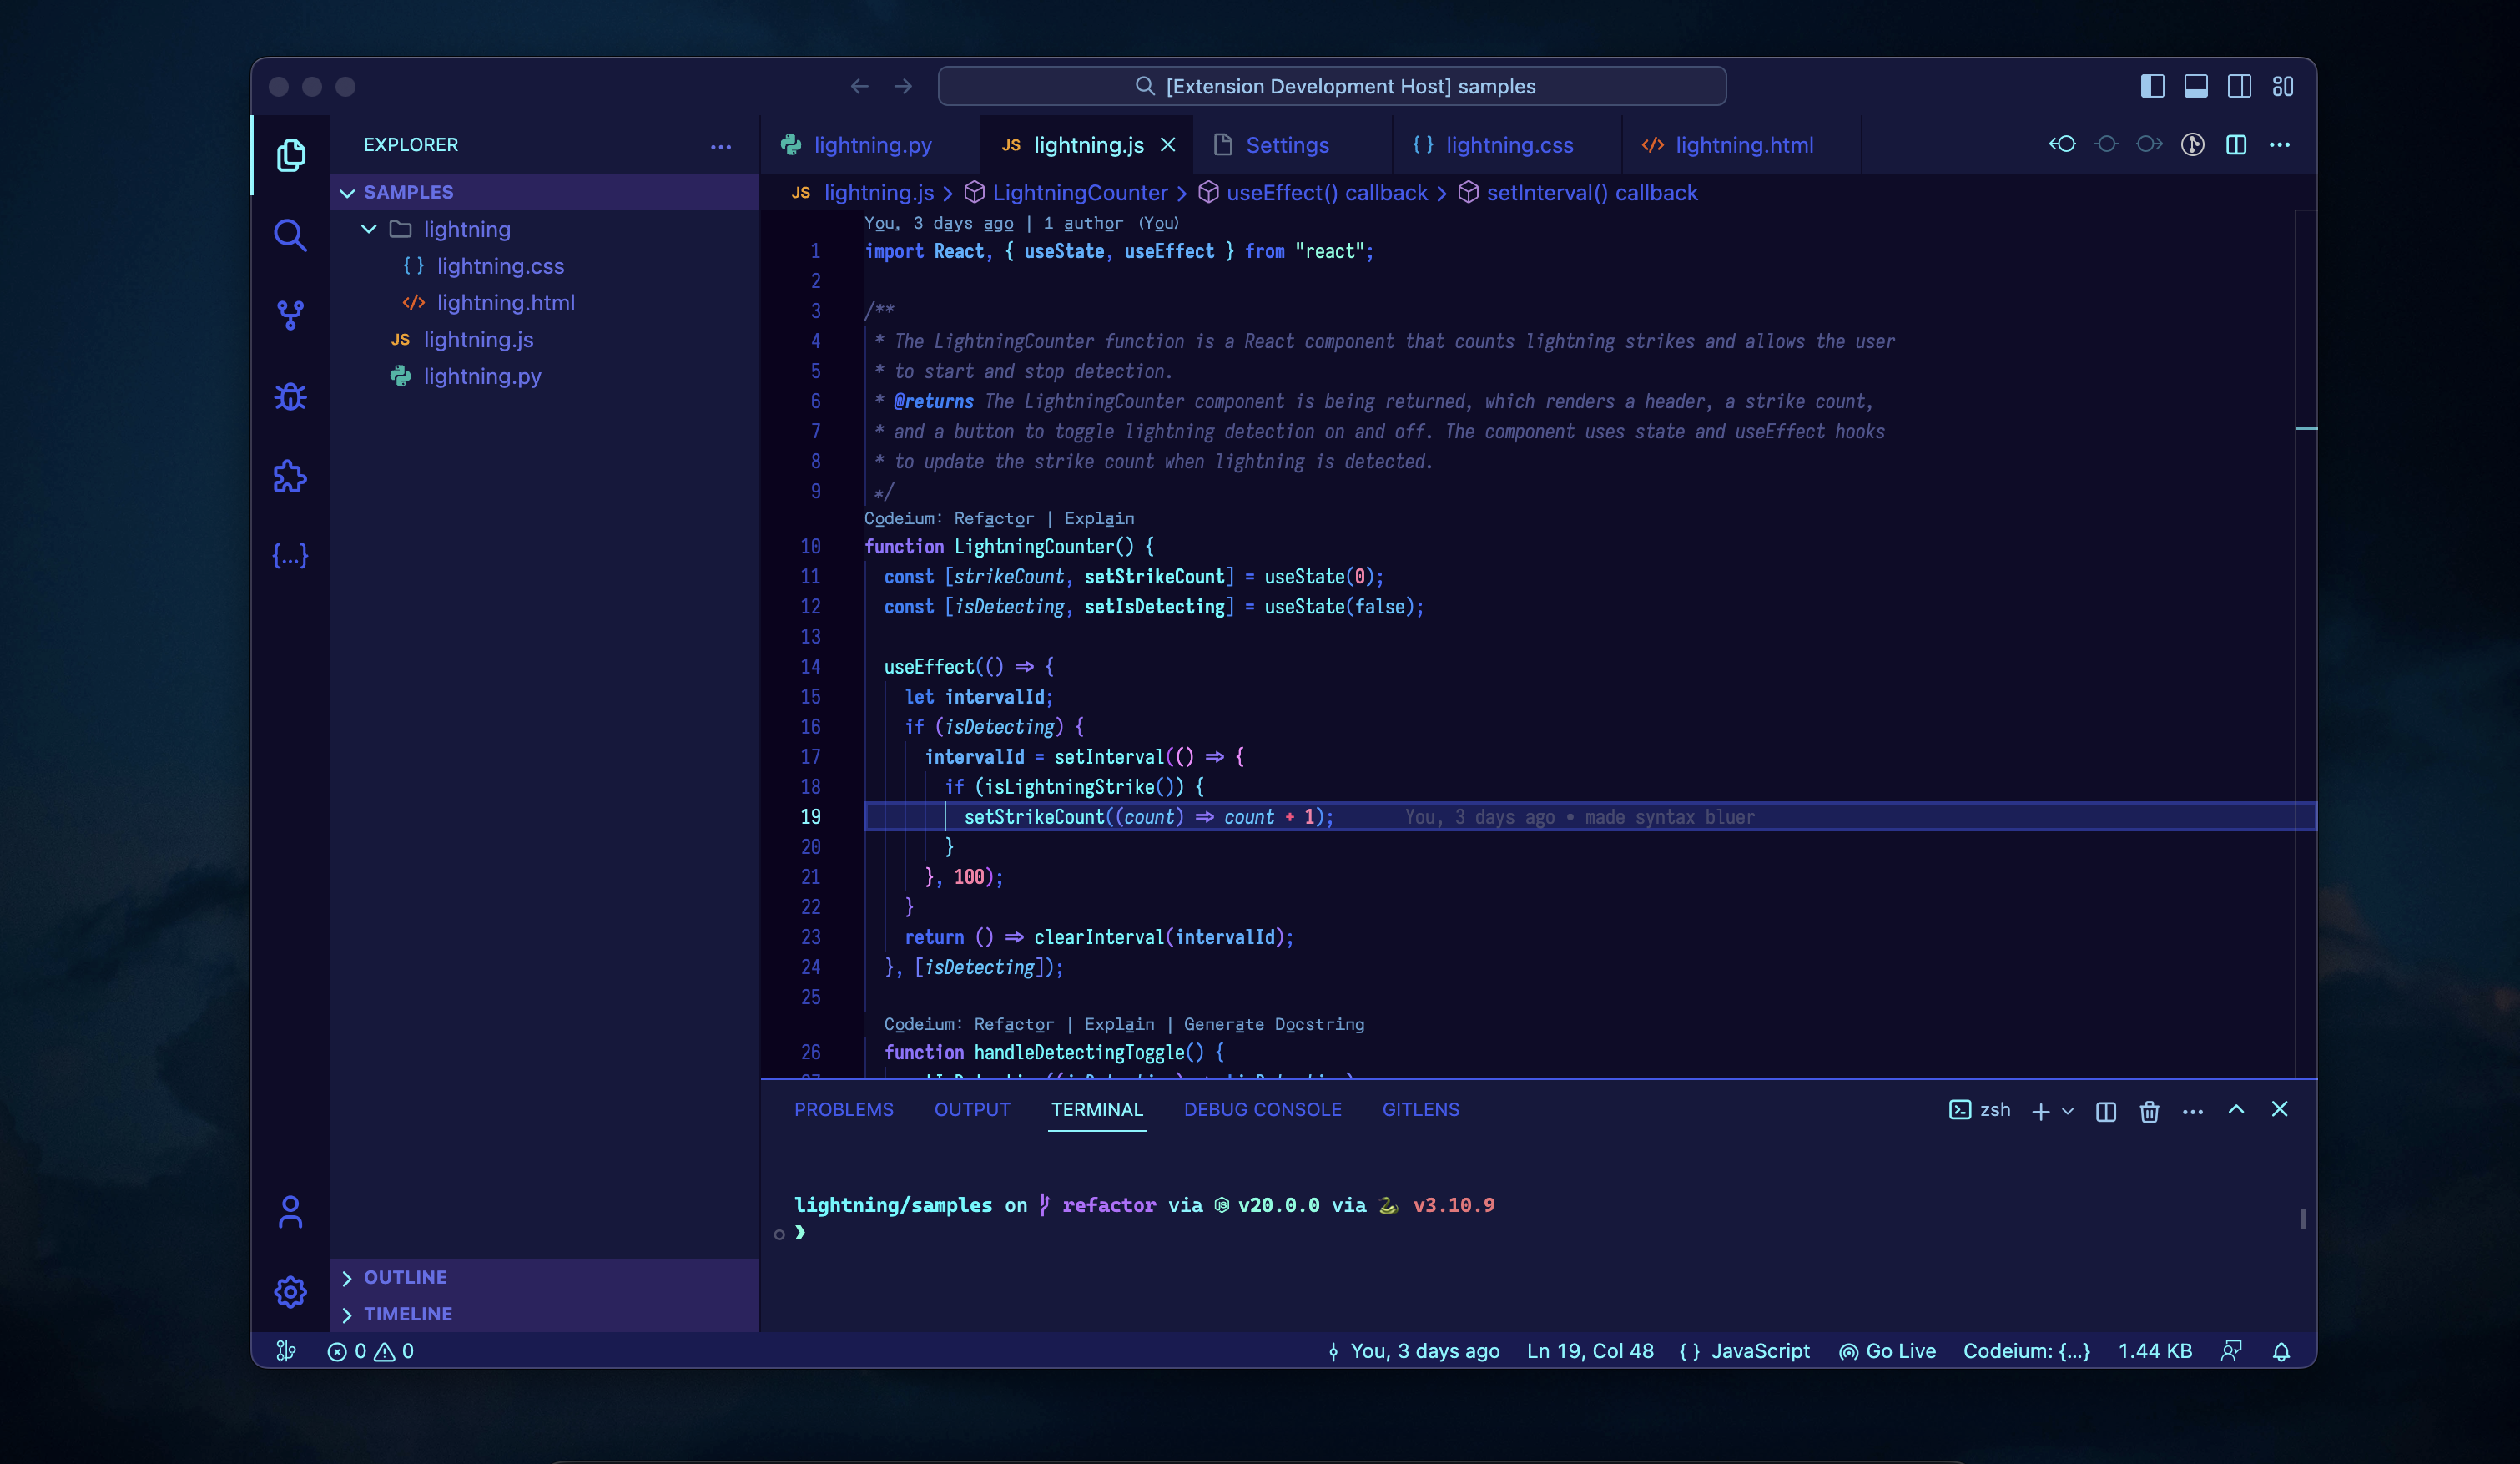 [Extension Development Host] samples
EXPLORER
SAMPLES
lightning
{ } lightning.css
</> lightning.html
JS lightning.js
lightning.py
{...}
OUTLINE
TIMELINE
lightning.py
JS lightning.js
Settings
{ } lightning.css
</> lightning.html
JS lightning.js > LightningCounter > useEffect() callback > setInterval() callback
You, 3 days ago | 1 author (You)
1 import React, { useState, useEffect } from "react";
2
3 /**
4 * The LightningCounter function is a React component that counts lightning strikes and allows the user
5 * to start and stop detection.
6 * @returns The LightningCounter component is being returned, which renders a header, a strike count,
7 * and a button to toggle lightning detection on and off. The component uses state and useEffect hooks
8 * to update the strike count when lightning is detected.
9 */
Codeium: Refactor | Explain
10 function LightningCounter() {
11 const [strikeCount, setStrikeCount] = useState(0);
12 const [isDetecting, setIsDetecting] = useState(false);
13
14 useEffect(() ⇒ {
15 let intervalId;
16 if (isDetecting) {
17 intervalId = setInterval(() ⇒ {
18 if (isLightningStrike()) {
19 setStrikeCount((count) ⇒ count + 1); You, 3 days ago • made syntax bluer
20 }
21 }, 100);
22 }
23 return () ⇒ clearInterval(intervalId);
24 }, [isDetecting]);
25
Codeium: Refactor | Explain | Generate Docstring
26 function handleDetectingToggle() {
PROBLEMS OUTPUT TERMINAL DEBUG CONSOLE GITLENS
zsh
lightning/samples on refactor via v20.0.0 via v3.10.9
❯
0 0
You, 3 days ago Ln 19, Col 48 { } JavaScript Go Live Codeium: {...} 1.44 KB